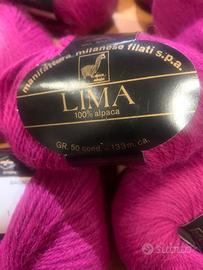 manifattura milanese filati s.p.a.
LIMA
100% alpaca
GR. 50 cond. - 133 m. ca.
subito